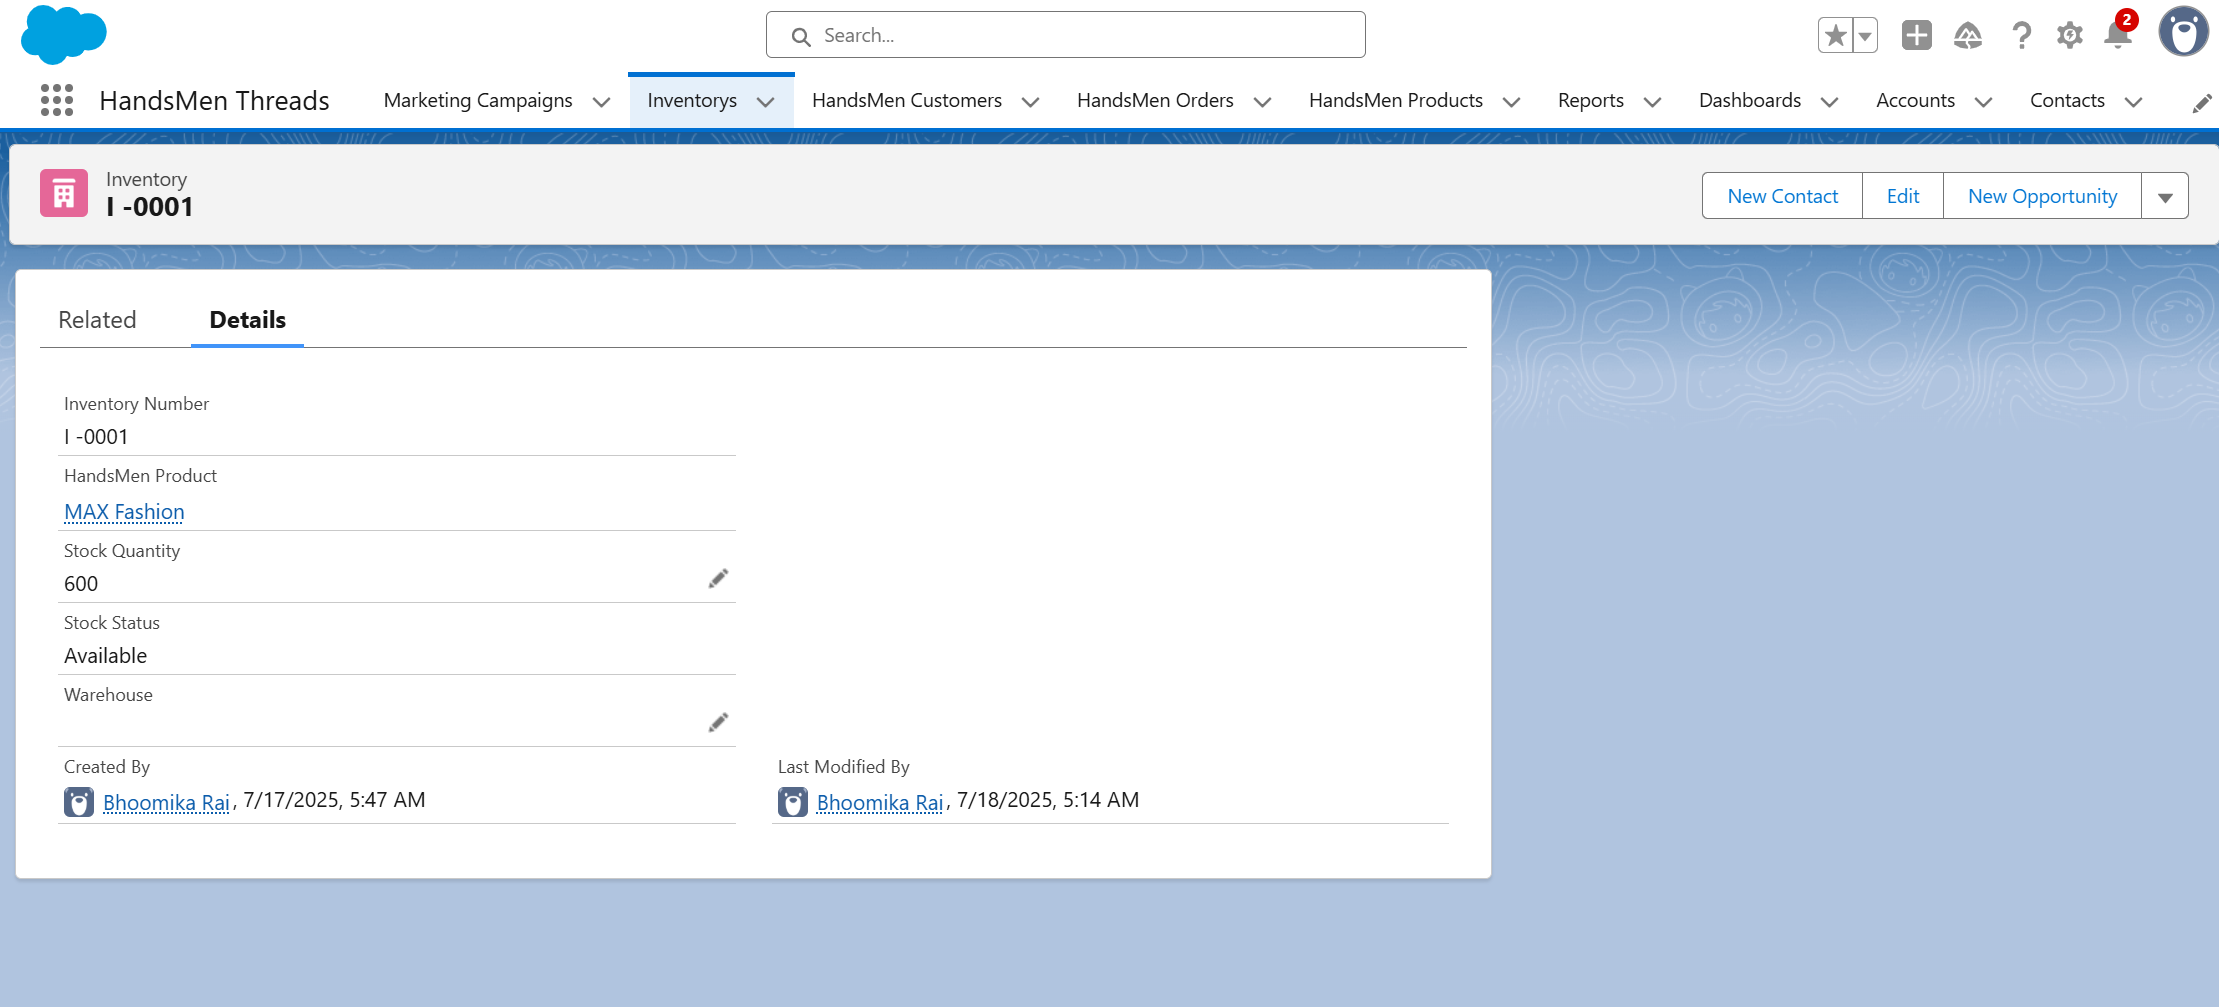 Search...
2
HandsMen Threads
Marketing Campaigns
Inventorys
HandsMen Customers
HandsMen Orders
HandsMen Products
Reports
Dashboards
Accounts
Contacts
Inventory
I -0001
New Contact
Edit
New Opportunity
Related
Details
Inventory Number
I -0001
HandsMen Product
MAX Fashion
Stock Quantity
600
Stock Status
Available
Warehouse
Created By
Bhoomika Rai, 7/17/2025, 5:47 AM
Last Modified By
Bhoomika Rai, 7/18/2025, 5:14 AM